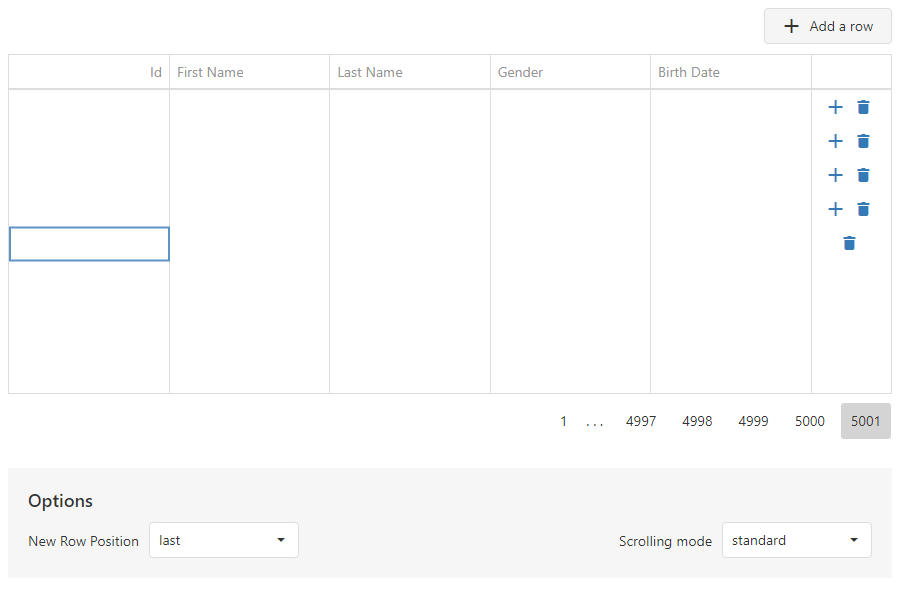 Add a row
Id First Name Last Name Gender Birth Date
1 ... 4997 4998 4999 5000 5001
Options
New Row Position last Scrolling mode standard